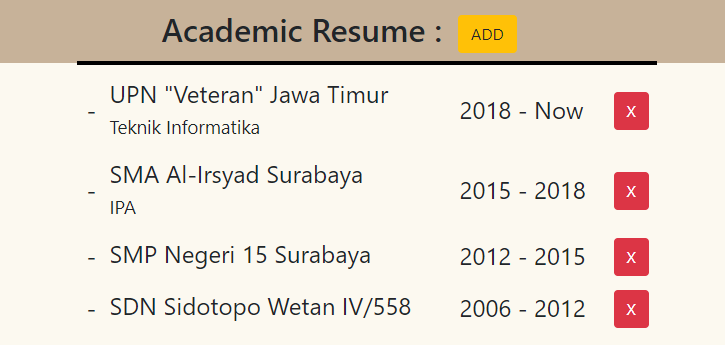 Academic Resume : ADD
- UPN "Veteran" Jawa Timur 2018 - Now X
Teknik Informatika
- SMA Al-Irsyad Surabaya 2015 - 2018 X
IPA
- SMP Negeri 15 Surabaya 2012 - 2015 X
- SDN Sidotopo Wetan IV/558 2006 - 2012 X